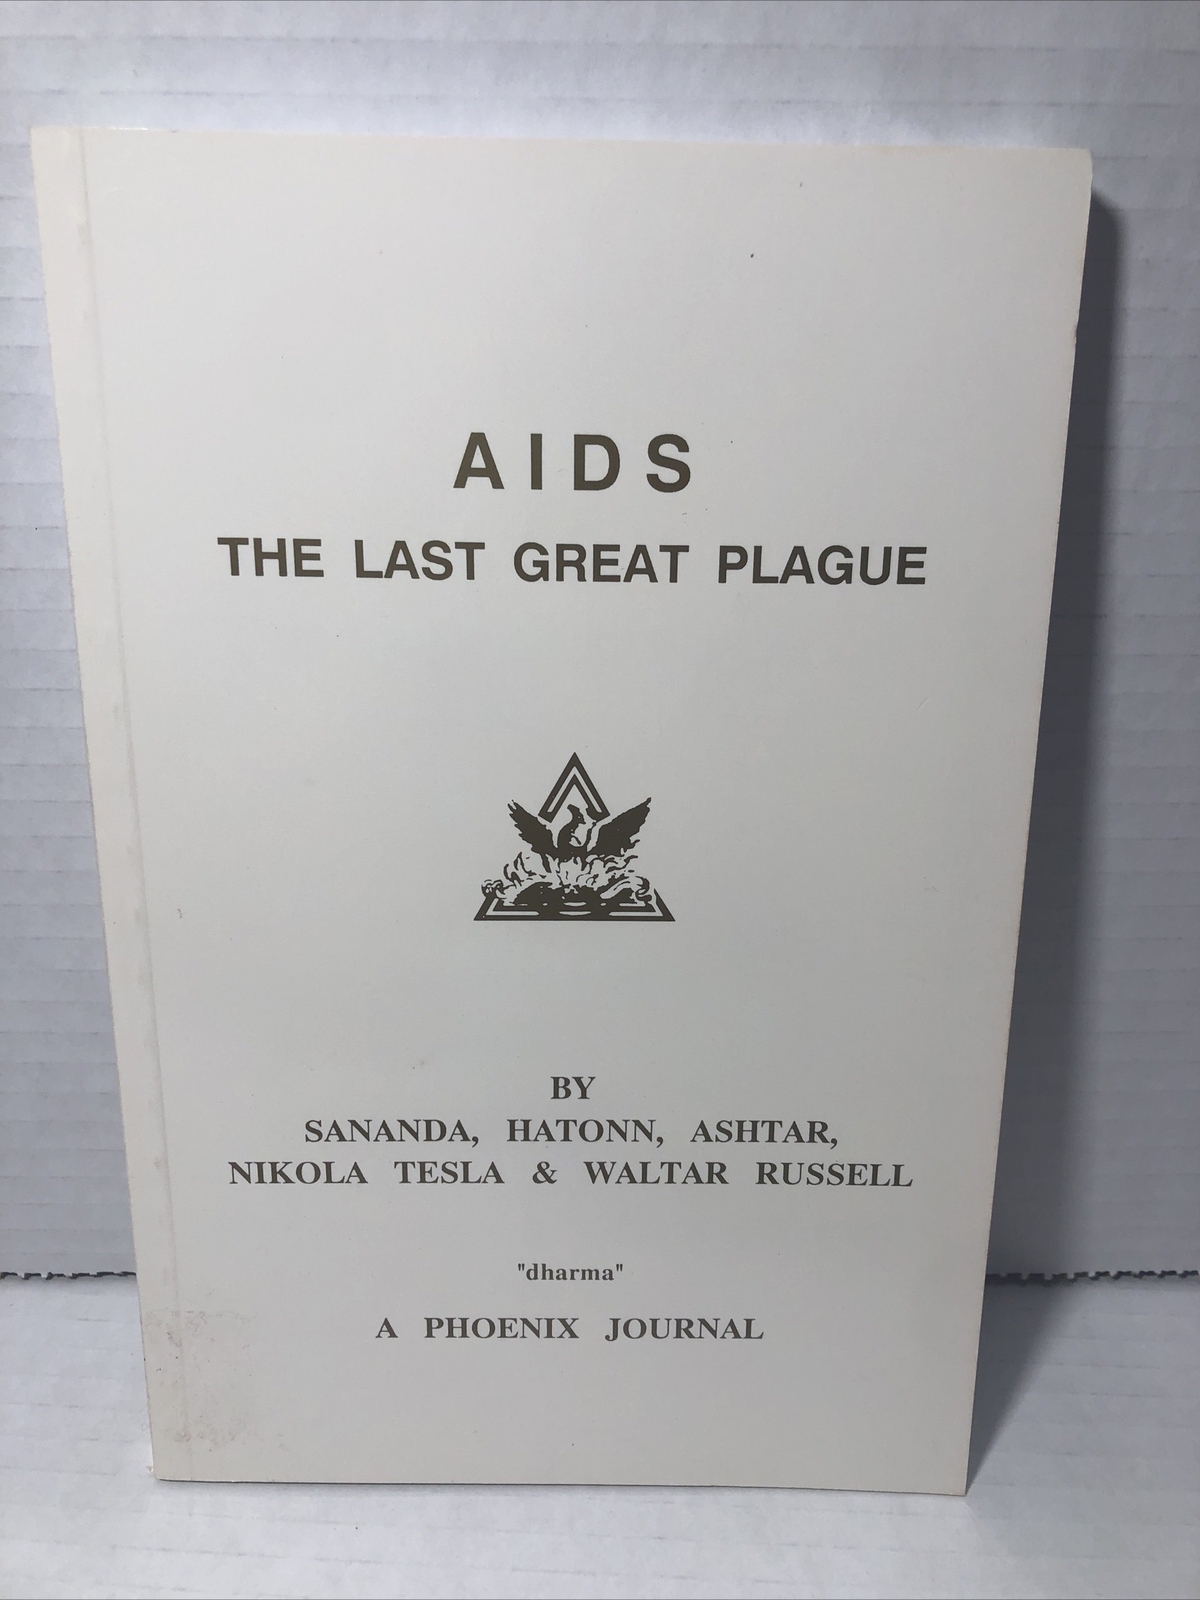 AIDS
THE LAST GREAT PLAGUE
BY
SANANDA, HATONN, ASHTAR,
NIKOLA TESLA & WALTAR RUSSELL
"dharma"
A PHOENIX JOURNAL